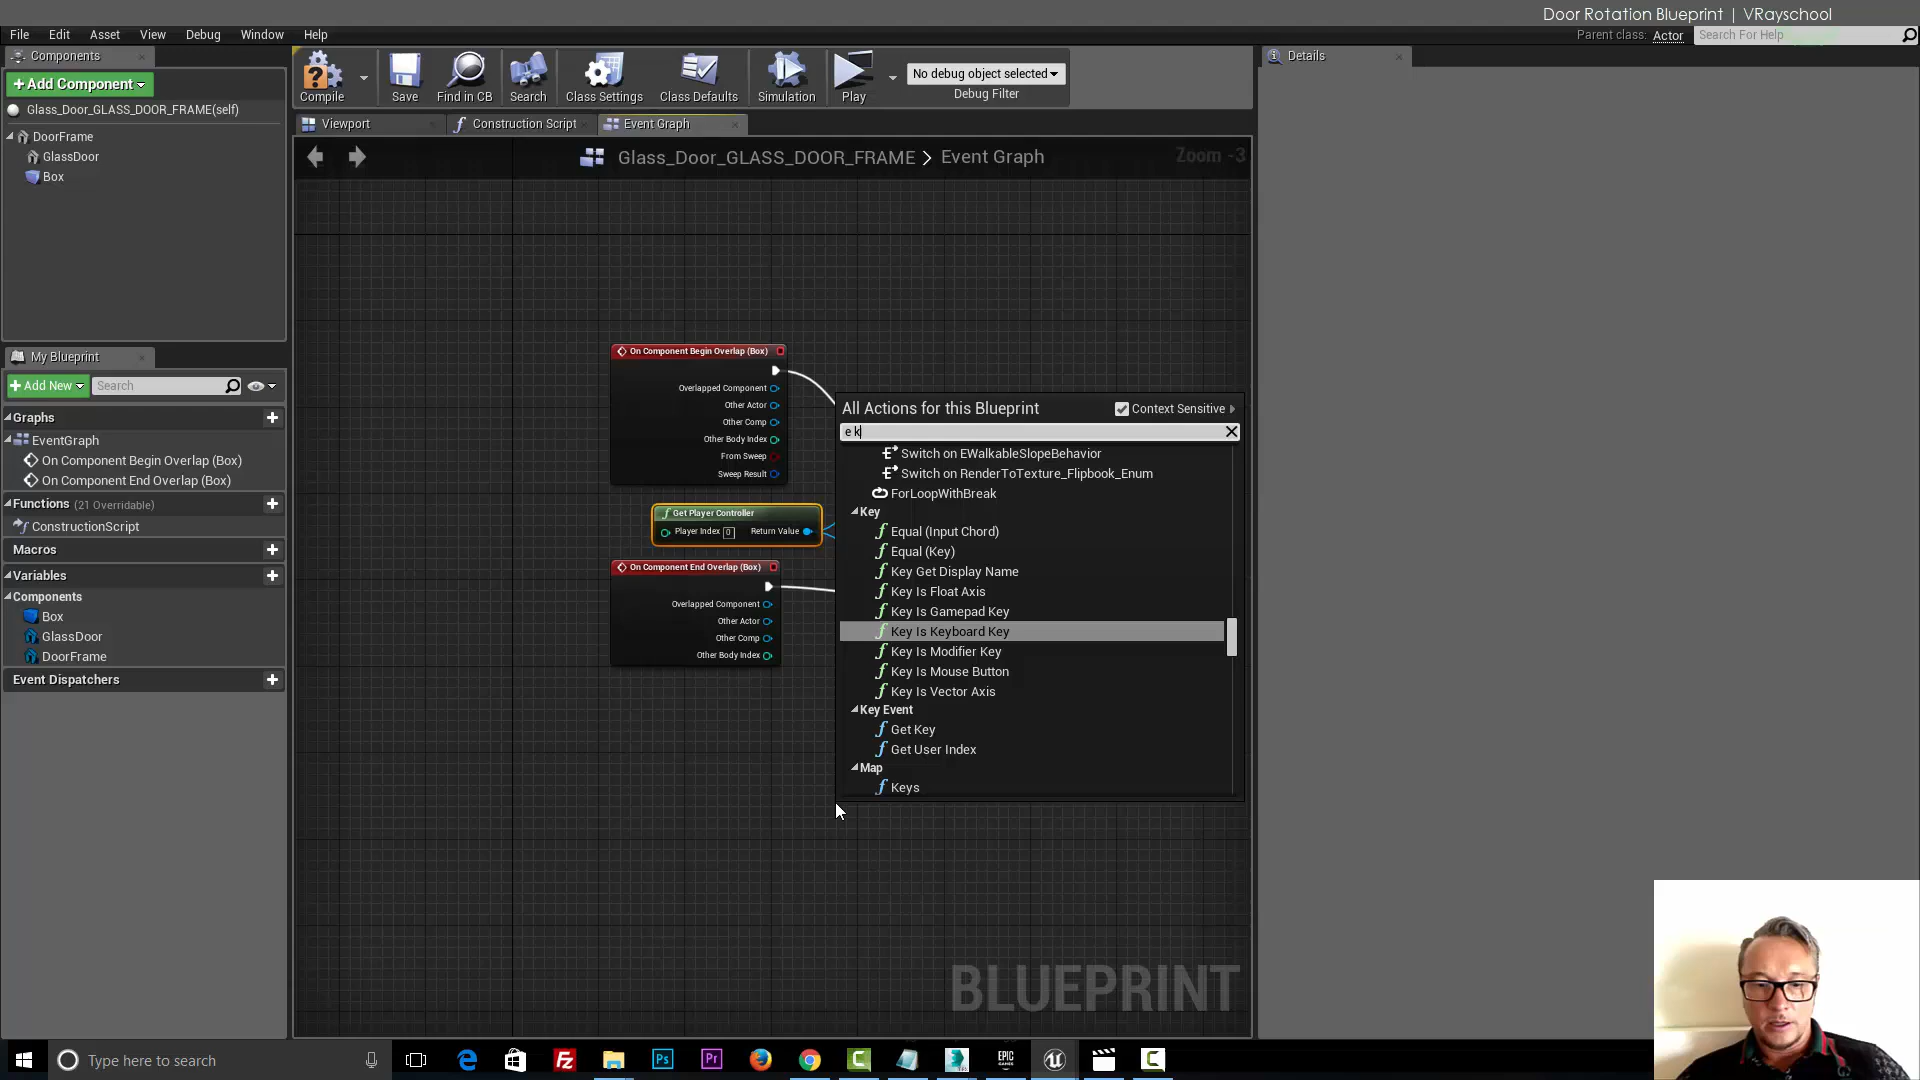 Door Rotation Blueprint | VRayschool
File Edit Asset View Debug Window Help
Parent class: Actor Search For Help
Components
+Add Component
Glass_Door_GLASS_DOOR_FRAME(self)
DoorFrame
GlassDoor
Box
Compile Save Find in CB Search Class Settings Class Defaults Simulation Play
No debug object selected
Debug Filter
Details
Viewport Construction Script Event Graph
Glass_Door_GLASS_DOOR_FRAME > Event Graph
Zoom -3
My Blueprint
+Add New Search
Graphs
EventGraph
On Component Begin Overlap (Box)
On Component End Overlap (Box)
Functions (21 Overridable)
ConstructionScript
Macros
Variables
Components
Box
GlassDoor
DoorFrame
Event Dispatchers
On Component Begin Overlap (Box)
Overlapped Component
Other Actor
Other Comp
Other Body Index
From Sweep
Sweep Result
Get Player Controller
Player Index 0 Return Value
On Component End Overlap (Box)
Overlapped Component
Other Actor
Other Comp
Other Body Index
All Actions for this Blueprint Context Sensitive
e k
Switch on EWalkableSlopeBehavior
Switch on RenderToTexture_Flipbook_Enum
ForLoopWithBreak
Key
Equal (Input Chord)
Equal (Key)
Key Get Display Name
Key Is Float Axis
Key Is Gamepad Key
Key Is Keyboard Key
Key Is Modifier Key
Key Is Mouse Button
Key Is Vector Axis
Key Event
Get Key
Get User Index
Map
Keys
BLUEPRINT
Type here to search
Ps
Pr
EPIC
GAMES